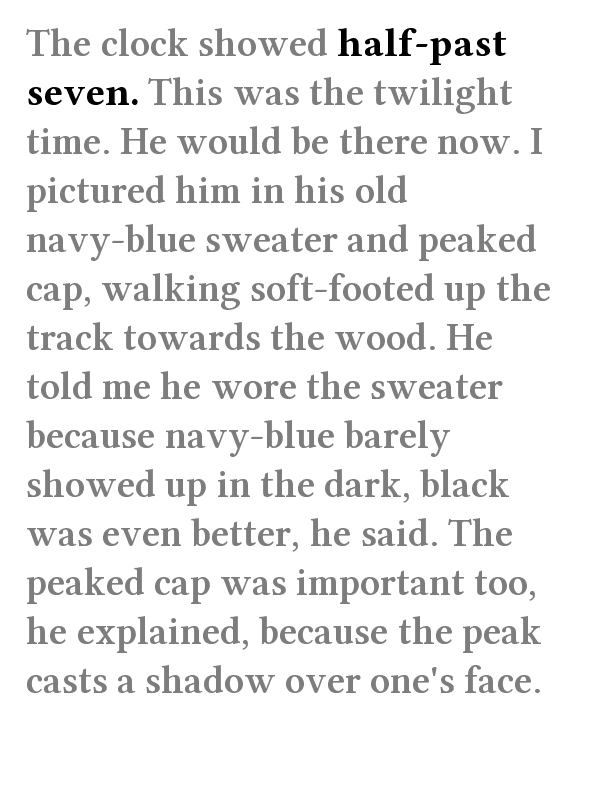 The clock showed half-past
seven. This was the twilight
time. He would be there now. I
pictured him in his old
navy-blue sweater and peaked
cap, walking soft-footed up the
track towards the wood. He
told me he wore the sweater
because navy-blue barely
showed up in the dark, black
was even better, he said. The
peaked cap was important too,
he explained, because the peak
casts a shadow over one's face.